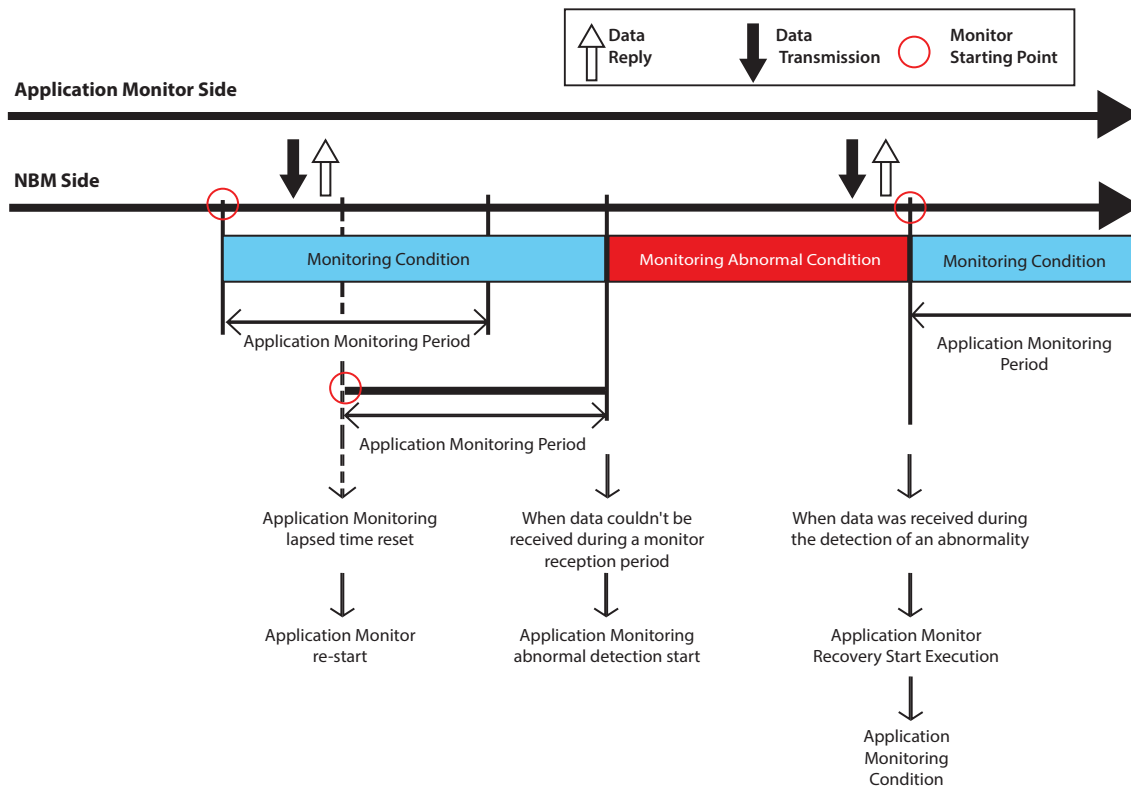 Data
Reply
Data
Transmission
Monitor
Starting Point
Application Monitor Side
NBM Side
Monitoring Condition
Monitoring Abnormal Condition
Monitoring Condition
Application Monitoring Period
Application Monitoring
Period
Application Monitoring Period
Application Monitoring
lapsed time reset
When data couldn't be
received during a monitor
reception period
When data was received during
the detection of an abnormality
Application Monitor
re-start
Application Monitoring
abnormal detection start
Application Monitor
Recovery Start Execution
Application
Monitoring
Condition